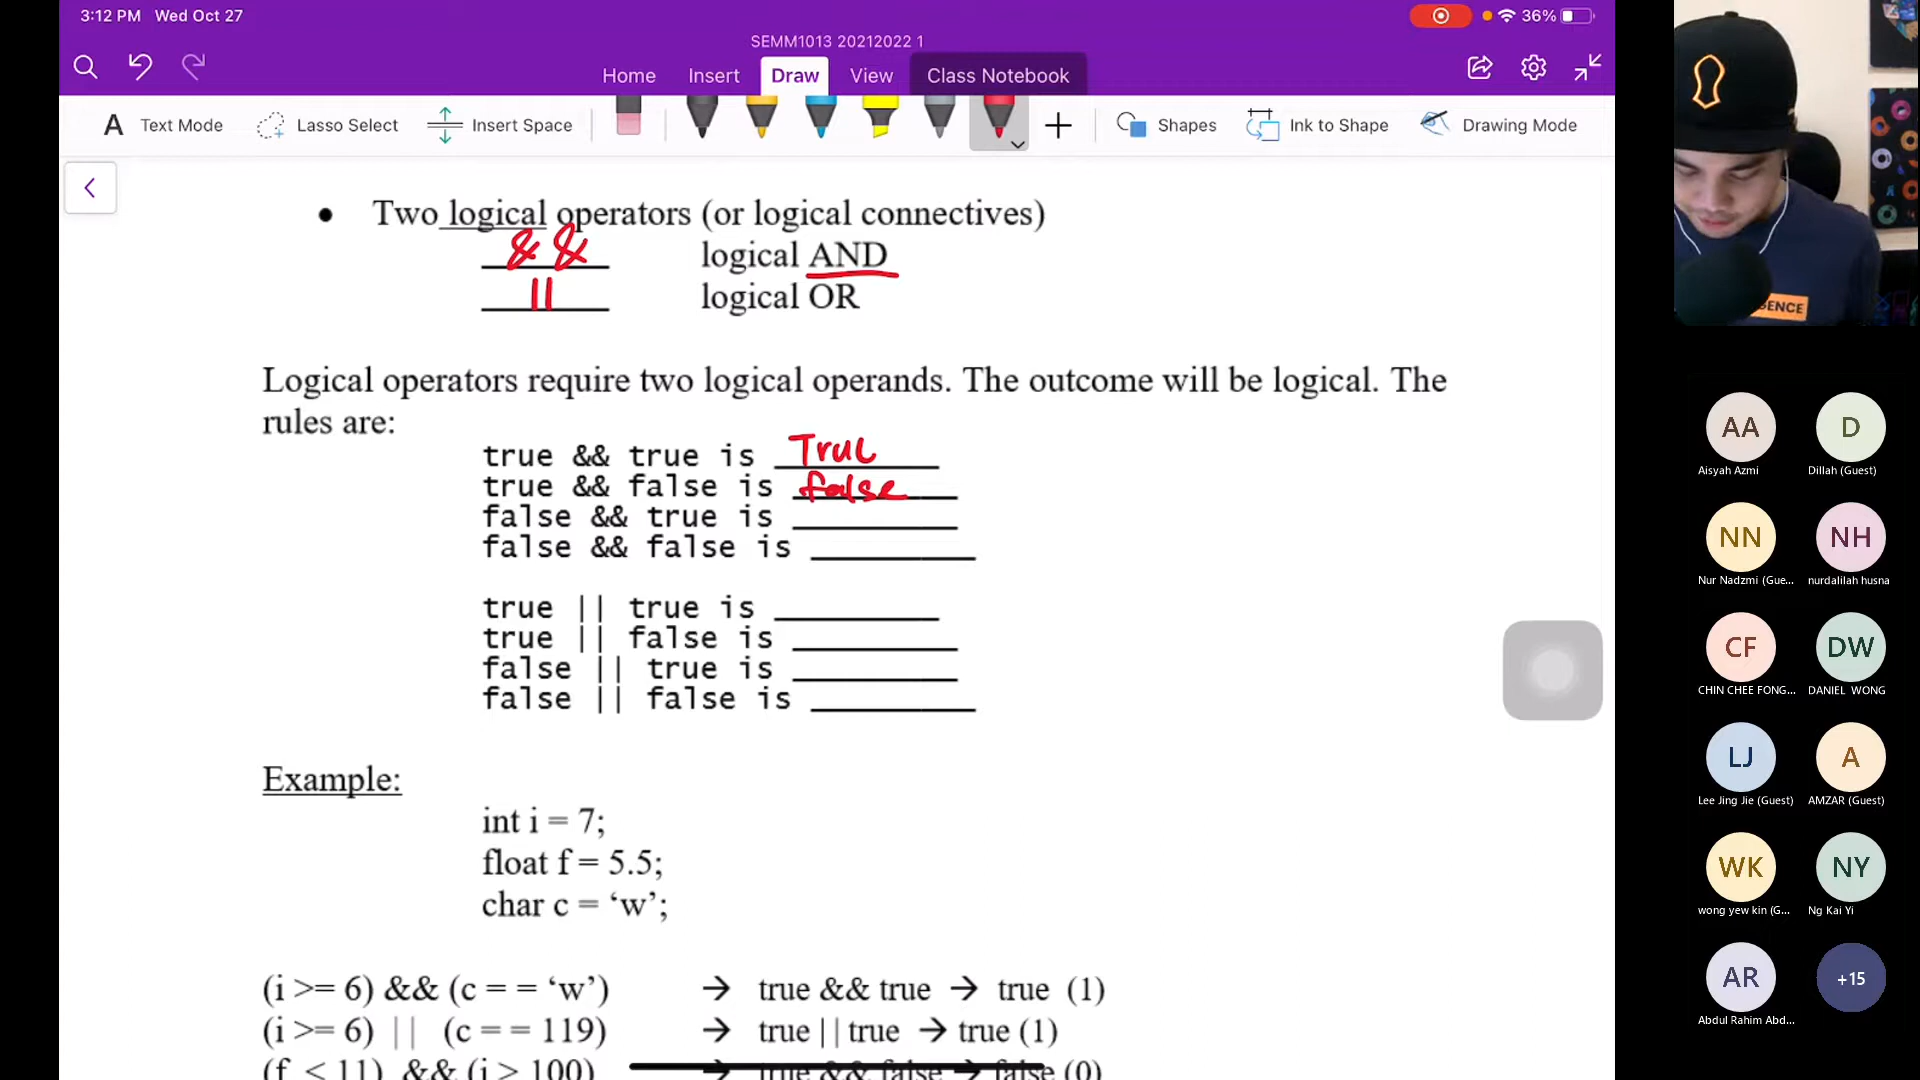 3:12 PM Wed Oct 27
36%
SEMM1013 20212022 1
Home Insert Draw View Class Notebook
A Text Mode Lasso Select Insert Space Shapes Ink to Shape Drawing Mode
• Two logical operators (or logical connectives)
&& logical AND
|| logical OR
Logical operators require two logical operands. The outcome will be logical. The
rules are:
true && true is True
true && false is false
false && true is
false && false is
true || true is
true || false is
false || true is
false || false is
Example:
int i = 7;
float f = 5.5;
char c = ‘w’;
(i >= 6) && (c = = ‘w’) → true && true → true (1)
(i >= 6) || (c = = 119) → true || true → true (1)
(f < 11) && (i > 100) → true && false → false (0)
ENCE
AA D
Aisyah Azmi Dillah (Guest)
NN NH
Nur Nadzmi (Gue... nurdalilah husna
CF DW
CHIN CHEE FONG... DANIEL WONG
LJ A
Lee Jing Jie (Guest) AMZAR (Guest)
WK NY
wong yew kin (G... Ng Kai Yi
AR +15
Abdul Rahim Abd...